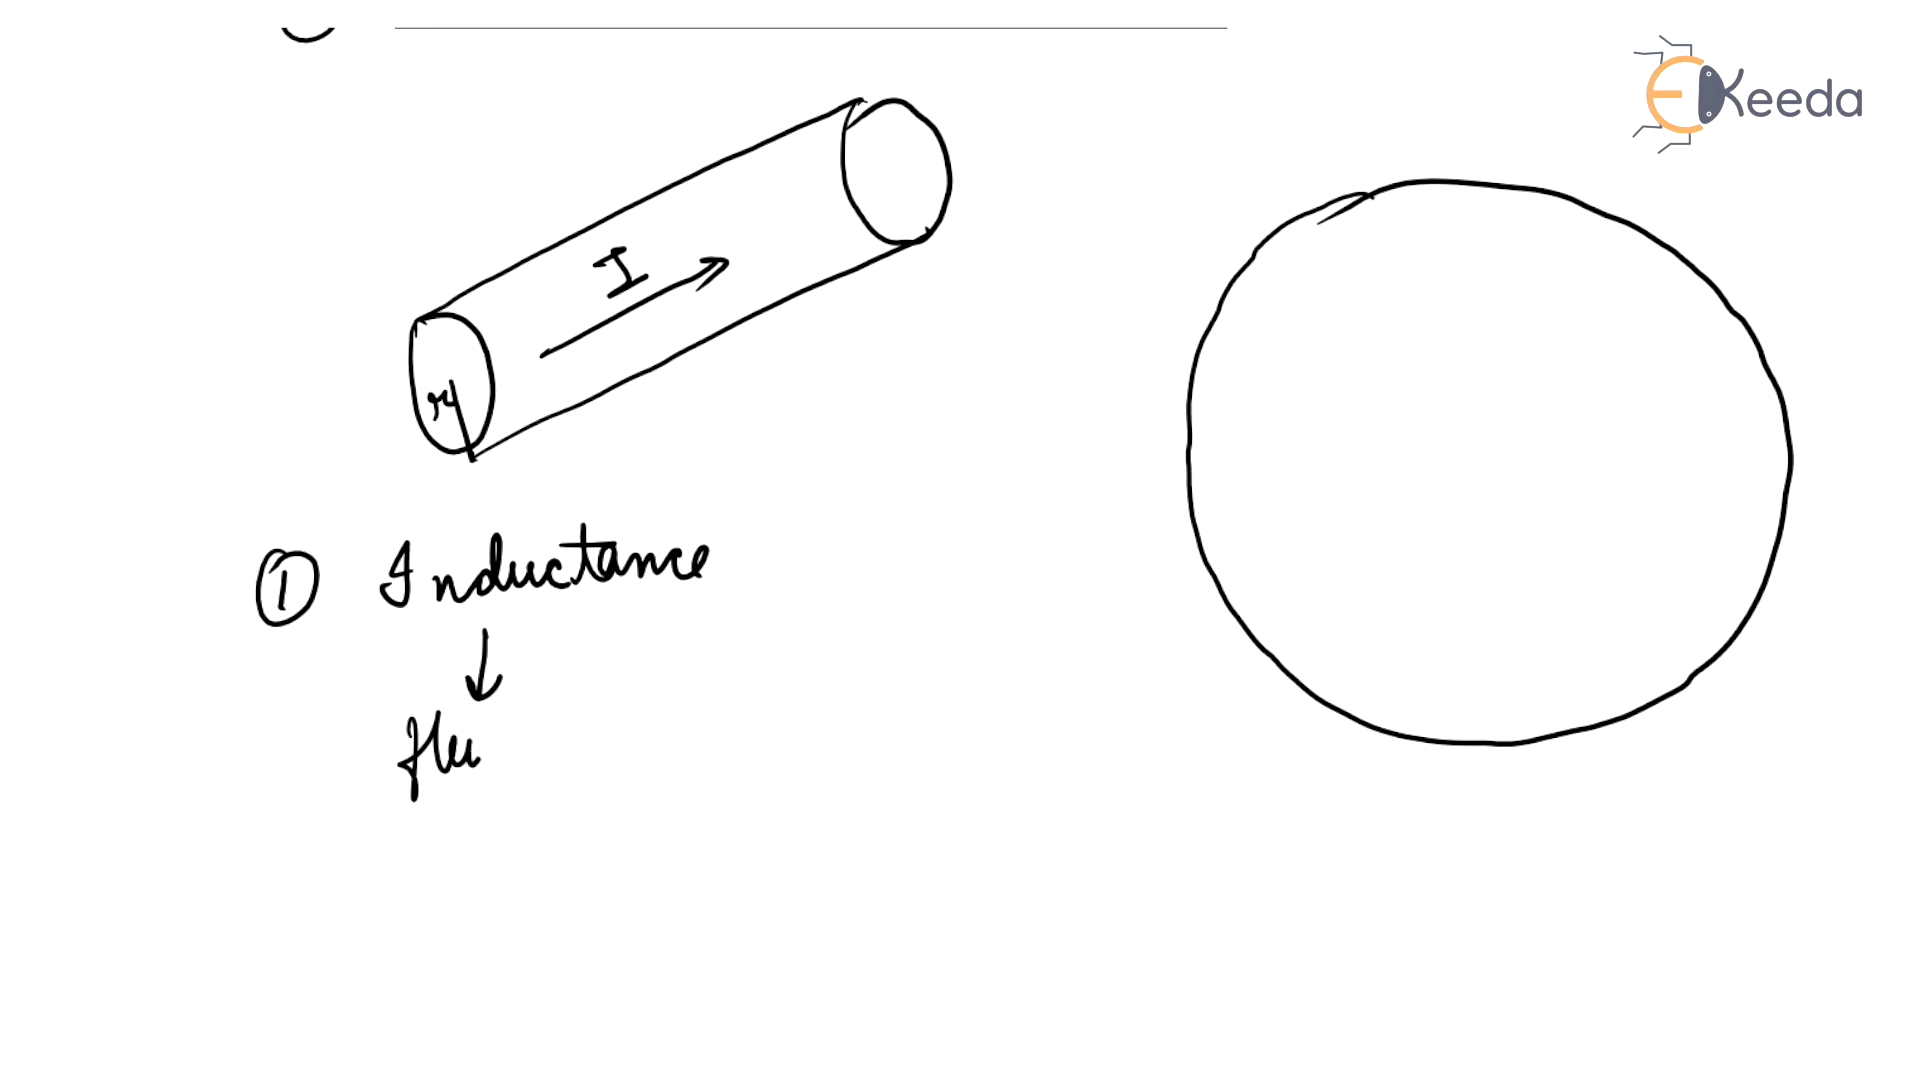 EKeeda
I
r
① Inductance
flu